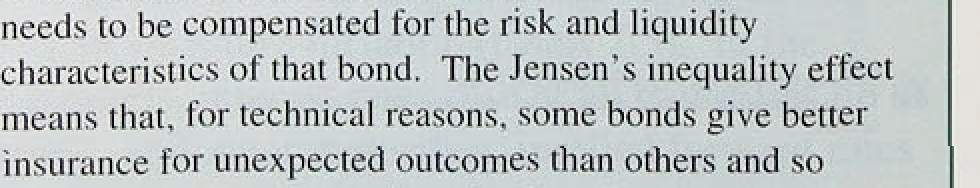 needs to be compensated for the risk and liquidity
characteristics of that bond. The Jensen's inequality effect
means that, for technical reasons, some bonds give better
insurance for unexpected outcomes than others and so